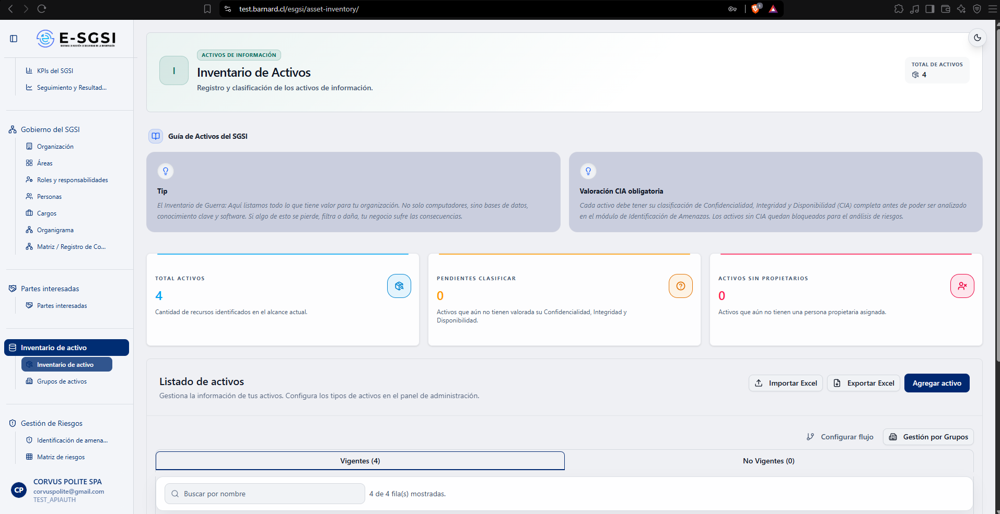 test.barnard.cl/esgsi/asset-inventory/
1
E-SGSI
SISTEMAS DE GESTIÓN DE SEGURIDAD DE LA INFORMACIÓN
KPIs del SGSI
Seguimiento y Resultad...
Gobierno del SGSI
Organización
Áreas
Roles y responsabilidades
Personas
Cargos
Organigrama
Matriz / Registro de Co...
Partes interesadas
Partes interesadas
Inventario de activo
Inventario de activo
Grupos de activos
Gestión de Riesgos
Identificación de amena...
Matriz de riesgos
CP
CORVUS POLITE SPA
corvuspolite@gmail.com
TEST_APIAUTH
I
ACTIVOS DE INFORMACIÓN
Inventario de Activos
Registro y clasificación de los activos de información.
TOTAL DE ACTIVOS
4
Guía de Activos del SGSI
Tip
El Inventario de Guerra: Aquí listamos todo lo que tiene valor para tu organización. No solo computadores, sino bases de datos,
conocimiento clave y software. Si algo de esto se pierde, filtra o daña, tu negocio sufre las consecuencias.
Valoración CIA obligatoria
Cada activo debe tener su clasificación de Confidencialidad, Integridad y Disponibilidad (CIA) completa antes de poder ser analizado
en el módulo de Identificación de Amenazas. Los activos sin CIA quedan bloqueados para el análisis de riesgos.
TOTAL ACTIVOS
4
Cantidad de recursos identificados en el alcance actual.
PENDIENTES CLASIFICAR
0
Activos que aún no tienen valorada su Confidencialidad, Integridad y
Disponibilidad.
ACTIVOS SIN PROPIETARIOS
0
Activos que aún no tienen una persona propietaria asignada.
Listado de activos
Gestiona la información de tus activos. Configura los tipos de activos en el panel de administración.
Importar Excel
Exportar Excel
Agregar activo
Configurar flujo
Gestión por Grupos
Vigentes (4)
No Vigentes (0)
Buscar por nombre
4 de 4 fila(s) mostradas.